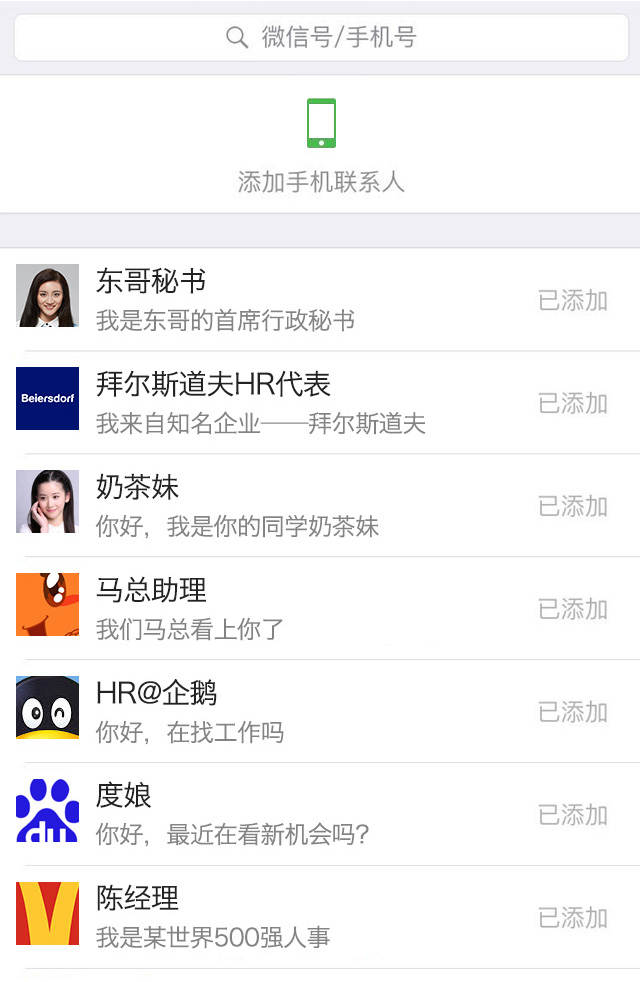 微信号/手机号
添加手机联系人
东哥秘书
我是东哥的首席行政秘书
已添加
Beiersdorf
拜尔斯道夫HR代表
我来自知名企业——拜尔斯道夫
已添加
奶茶妹
你好，我是你的同学奶茶妹
已添加
马总助理
我们马总看上你了
已添加
HR@企鹅
你好，在找工作吗
已添加
du
度娘
你好，最近在看新机会吗？
已添加
陈经理
我是某世界500强人事
已添加